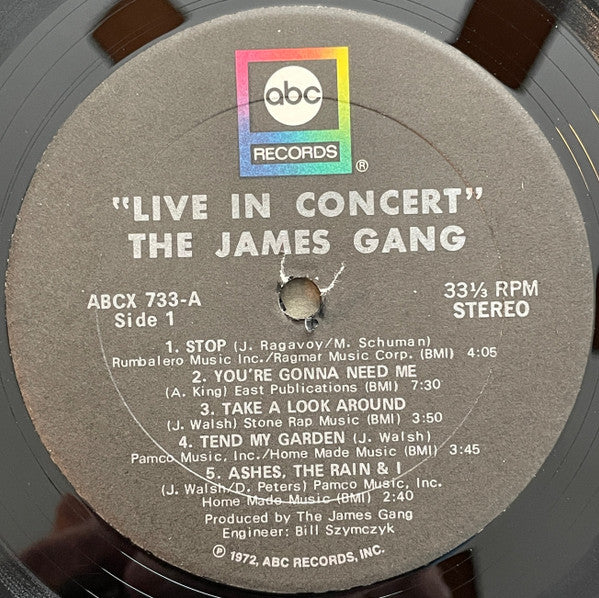 abc
RECORDS ®
"LIVE IN CONCERT"
THE JAMES GANG
ABCX 733-A
Side 1
33⅓ RPM
STEREO
1. STOP (J. Ragavoy/M. Schuman)
Rumbalero Music Inc./Ragmar Music Corp. (BMI) 4:05
2. YOU'RE GONNA NEED ME
(A. King) East Publications (BMI) 7:30
3. TAKE A LOOK AROUND
(J. Walsh) Stone Rap Music (BMI) 3:50
4. TEND MY GARDEN (J. Walsh)
Pamco Music, Inc./Home Made Music (BMI) 3:45
5. ASHES, THE RAIN & I
(J. Walsh/D. Peters) Pamco Music, Inc.
Home Made Music (BMI) 2:40
Produced by The James Gang
Engineer: Bill Szymczyk
℗ 1972, ABC RECORDS, INC.